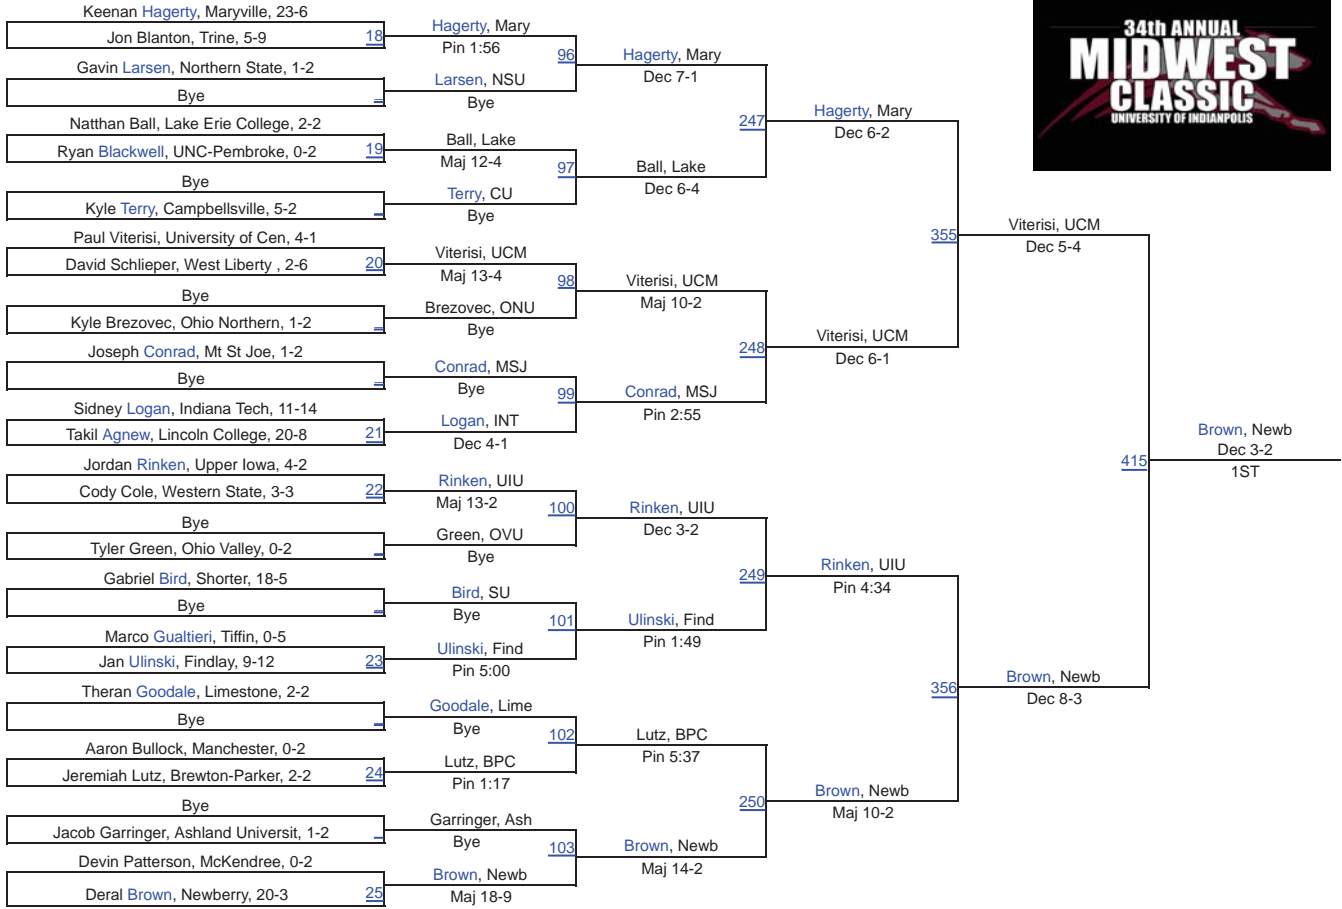 34th ANNUAL
MIDWEST
CLASSIC
UNIVERSITY OF INDIANPOLIS
Keenan Hagerty, Maryville, 23-6
Jon Blanton, Trine, 5-9
18
Gavin Larsen, Northern State, 1-2
Bye
Natthan Ball, Lake Erie College, 2-2
Ryan Blackwell, UNC-Pembroke, 0-2
19
Bye
Kyle Terry, Campbellsville, 5-2
Paul Viterisi, University of Cen, 4-1
David Schlieper, West Liberty , 2-6
20
Bye
Kyle Brezovec, Ohio Northern, 1-2
Joseph Conrad, Mt St Joe, 1-2
Bye
Sidney Logan, Indiana Tech, 11-14
Takil Agnew, Lincoln College, 20-8
21
Jordan Rinken, Upper Iowa, 4-2
Cody Cole, Western State, 3-3
22
Bye
Tyler Green, Ohio Valley, 0-2
Gabriel Bird, Shorter, 18-5
Bye
Marco Gualtieri, Tiffin, 0-5
Jan Ulinski, Findlay, 9-12
23
Theran Goodale, Limestone, 2-2
Bye
Aaron Bullock, Manchester, 0-2
Jeremiah Lutz, Brewton-Parker, 2-2
24
Bye
Jacob Garringer, Ashland Universit, 1-2
Devin Patterson, McKendree, 0-2
Deral Brown, Newberry, 20-3
25
Hagerty, Mary
Pin 1:56
96
Larsen, NSU
Bye
Ball, Lake
Maj 12-4
97
Terry, CU
Bye
Viterisi, UCM
Maj 13-4
98
Brezovec, ONU
Bye
Conrad, MSJ
Bye
99
Logan, INT
Dec 4-1
Rinken, UIU
Maj 13-2
100
Green, OVU
Bye
Bird, SU
Bye
101
Ulinski, Find
Pin 5:00
Goodale, Lime
Bye
102
Lutz, BPC
Pin 1:17
Garringer, Ash
Bye
103
Brown, Newb
Maj 18-9
Hagerty, Mary
Dec 7-1
247
Ball, Lake
Dec 6-4
Viterisi, UCM
Maj 10-2
248
Conrad, MSJ
Pin 2:55
Rinken, UIU
Dec 3-2
249
Ulinski, Find
Pin 1:49
Lutz, BPC
Pin 5:37
250
Brown, Newb
Maj 14-2
Hagerty, Mary
Dec 6-2
355
Viterisi, UCM
Dec 6-1
Rinken, UIU
Pin 4:34
356
Brown, Newb
Maj 10-2
Viterisi, UCM
Dec 5-4
415
Brown, Newb
Dec 8-3
Brown, Newb
Dec 3-2
1ST